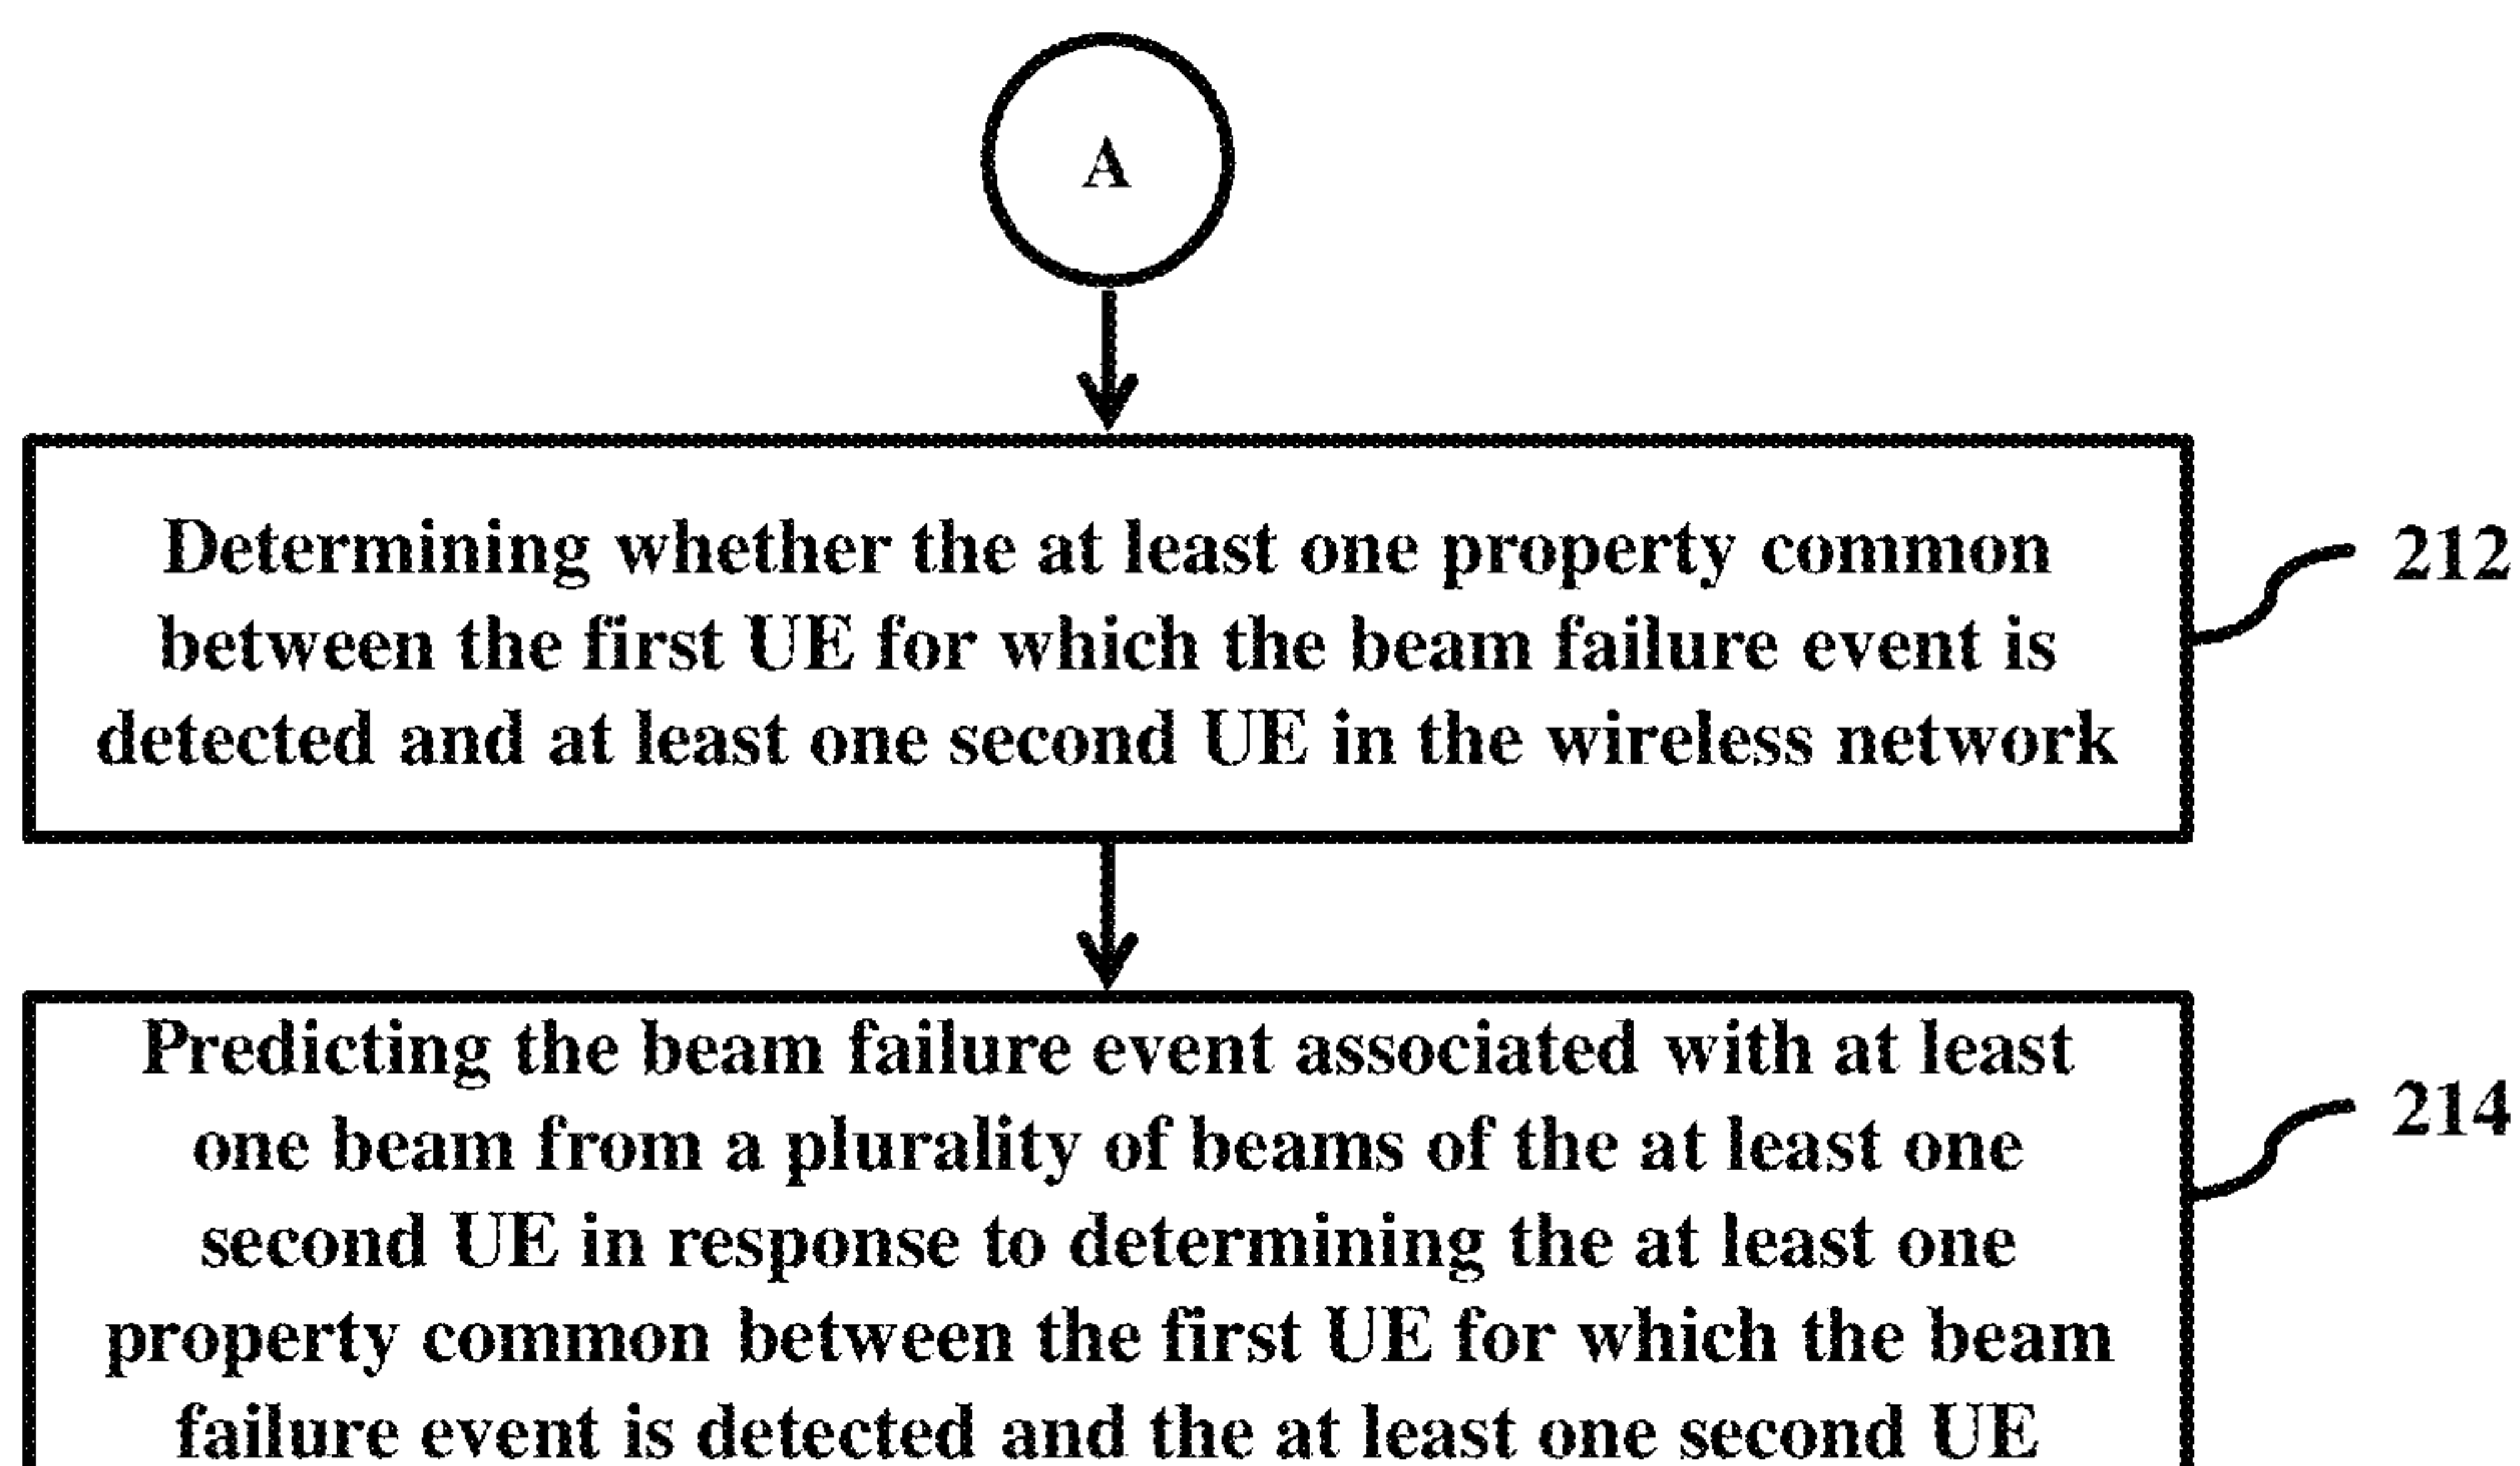 A
Determining whether the at least one property common
between the first UE for which the beam failure event is
detected and at least one second UE in the wireless network
212
Predicting the beam failure event associated with at least
one beam from a plurality of beams of the at least one
second UE in response to determining the at least one
property common between the first UE for which the beam
failure event is detected and the at least one second UE
214